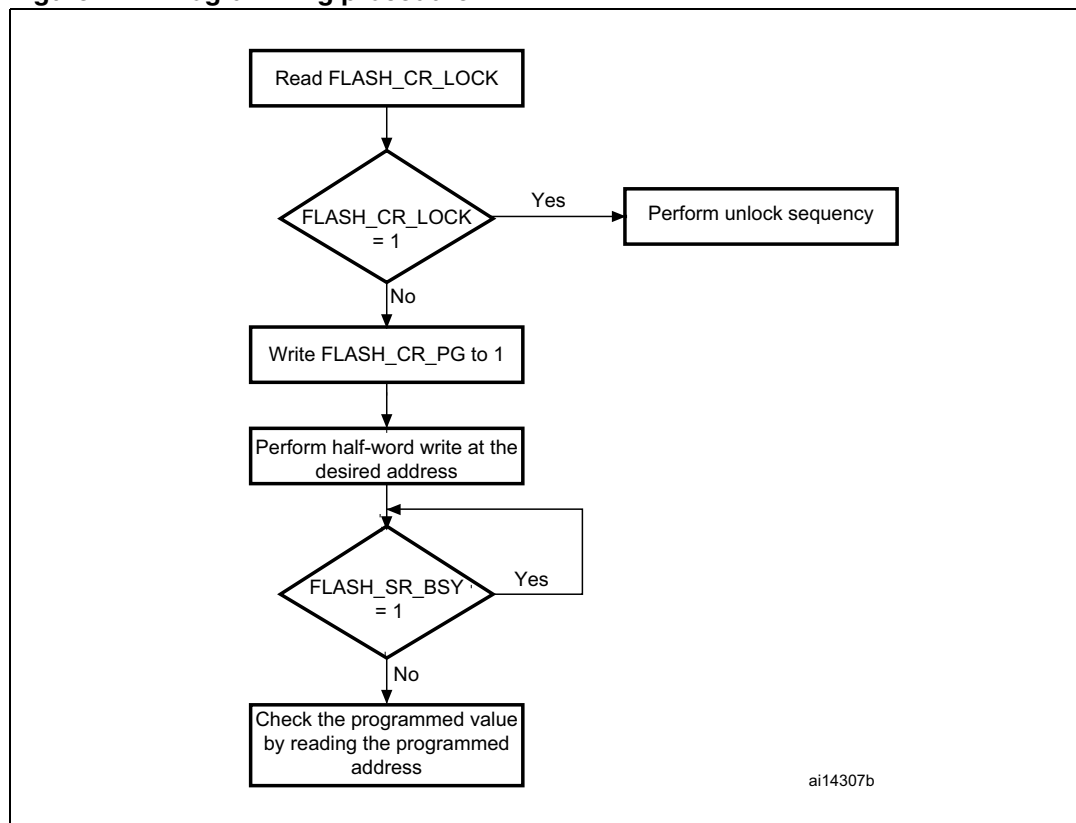 Read FLASH_CR_LOCK
FLASH_CR_LOCK
= 1
Yes
Perform unlock sequency
No
Write FLASH_CR_PG to 1
Perform half-word write at the
desired address
FLASH_SR_BSY
= 1
Yes
No
Check the programmed value
by reading the programmed
address
ai14307b